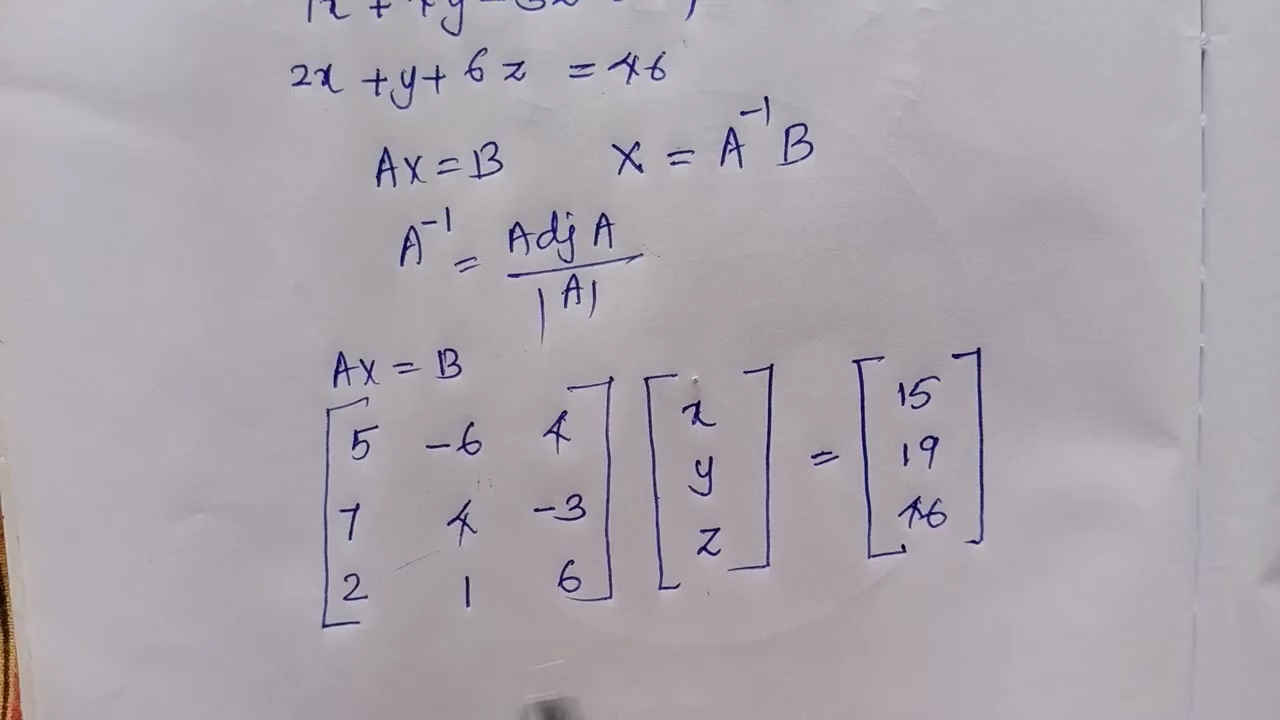 2x + y + 6z = 46
AX = B X = A⁻¹B
A⁻¹ = Adj A
|A|
AX = B
5 -6 4 x 15
7 4 -3 y = 19
2 1 6 z 46